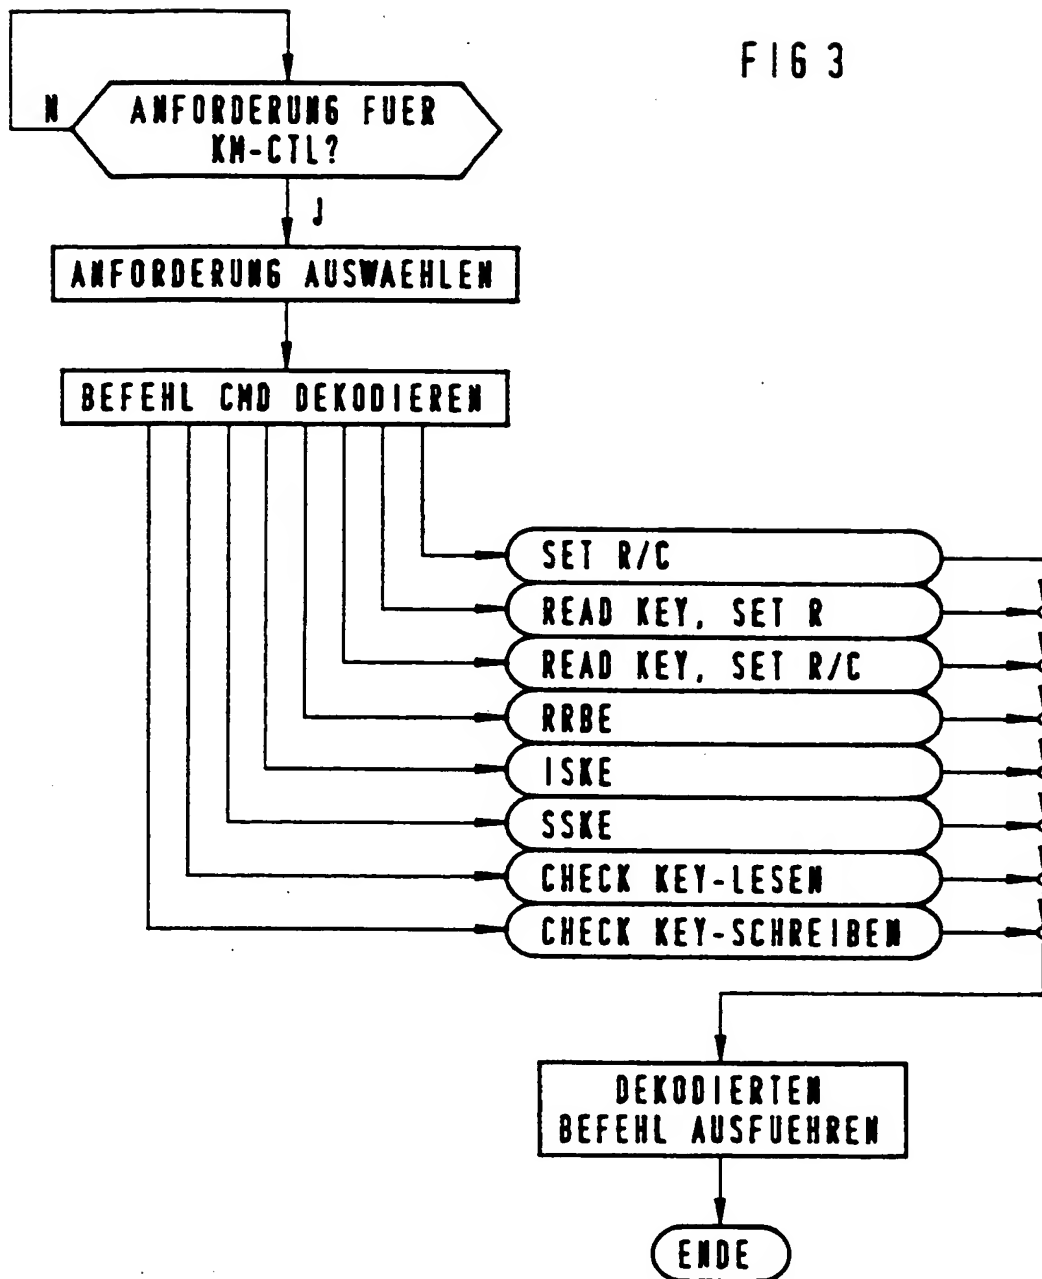 FIG 3
N
ANFORDERUNG FUER
KM-CTL?
J
ANFORDERUNG AUSWAEHLEN
BEFEHL CMD DEKODIEREN
SET R/C
READ KEY, SET R
READ KEY, SET R/C
RRBE
ISKE
SSKE
CHECK KEY-LESEN
CHECK KEY-SCHREIBEN
DEKODIERTEN
BEFEHL AUSFUEHREN
ENDE